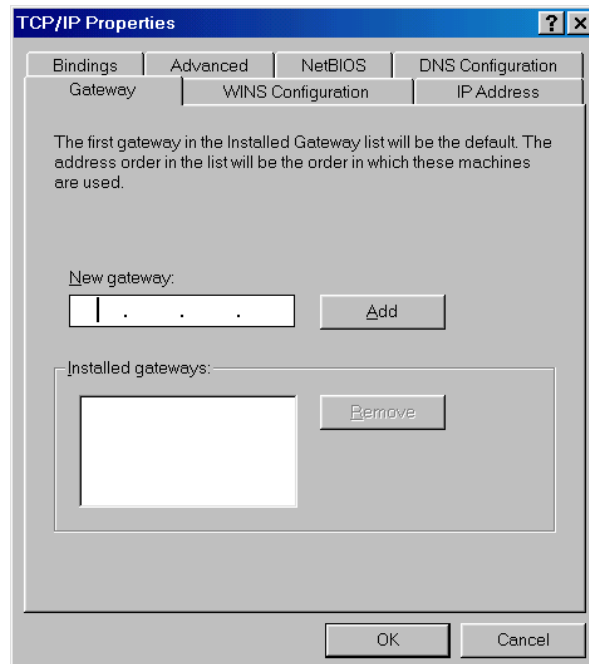 TCP/IP Properties
Bindings Advanced NetBIOS DNS Configuration
Gateway WINS Configuration IP Address
The first gateway in the Installed Gateway list will be the default. The
address order in the list will be the order in which these machines
are used.
New gateway:
. . .
Add
Installed gateways:
Remove
OK Cancel